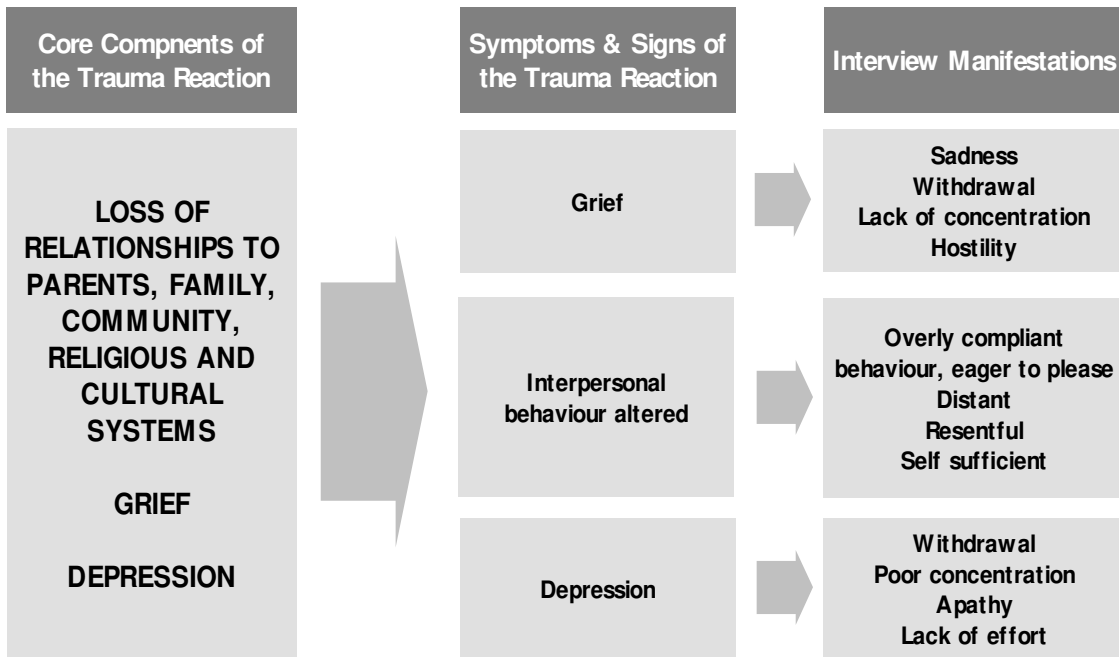 Core Compnents of
the Trauma Reaction
Symptoms & Signs of
the Trauma Reaction
Interview Manifestations
LOSS OF
RELATIONSHIPS TO
PARENTS, FAMILY,
COMMUNITY,
RELIGIOUS AND
CULTURAL
SYSTEMS
GRIEF
DEPRESSION
Grief
Sadness
Withdrawal
Lack of concentration
Hostility
Interpersonal
behaviour altered
Overly compliant
behaviour, eager to please
Distant
Resentful
Self sufficient
Depression
Withdrawal
Poor concentration
Apathy
Lack of effort